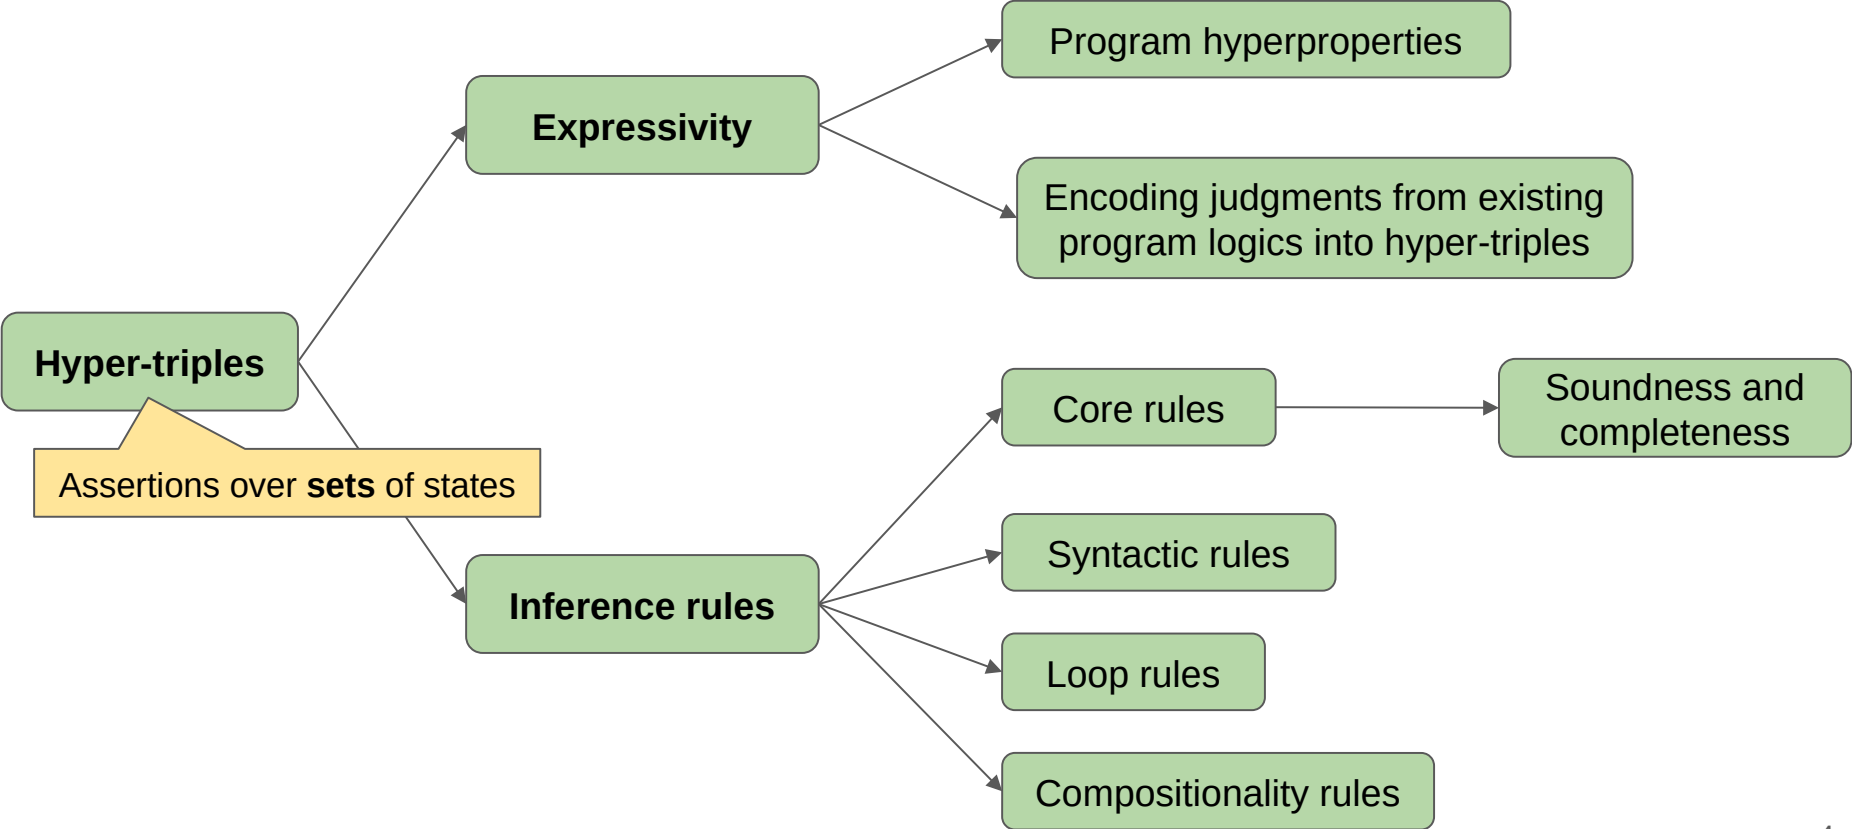 Program hyperproperties
Expressivity
Encoding judgments from existing
program logics into hyper-triples
Hyper-triples
Assertions over sets of states
Core rules
Soundness and
completeness
Syntactic rules
Inference rules
Loop rules
Compositionality rules